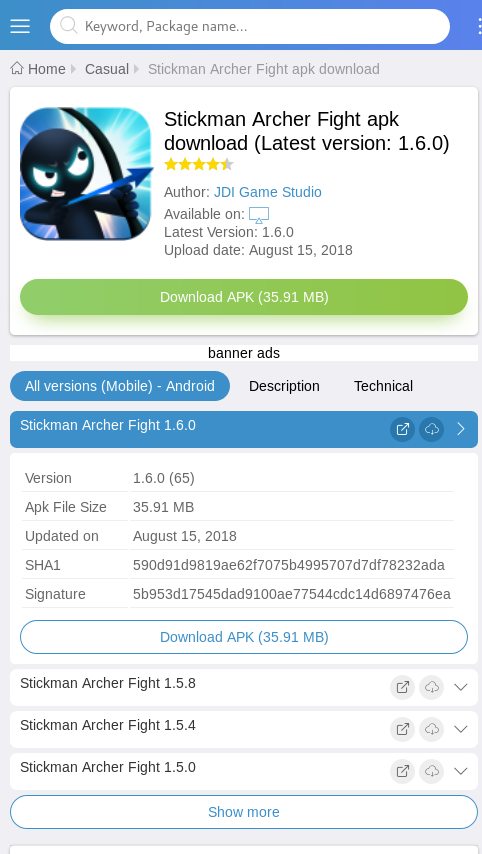 Keyword, Package name...
Home Casual Stickman Archer Fight apk download
Stickman Archer Fight apk
download (Latest version: 1.6.0)
Author: JDI Game Studio
Available on:
Latest Version: 1.6.0
Upload date: August 15, 2018
Download APK (35.91 MB)
banner ads
All versions (Mobile) - Android Description Technical
Stickman Archer Fight 1.6.0
Version 1.6.0 (65)
Apk File Size 35.91 MB
Updated on August 15, 2018
SHA1 590d91d9819ae62f7075b4995707d7df78232ada
Signature 5b953d17545dad9100ae77544cdc14d6897476ea
Download APK (35.91 MB)
Stickman Archer Fight 1.5.8
Stickman Archer Fight 1.5.4
Stickman Archer Fight 1.5.0
Show more